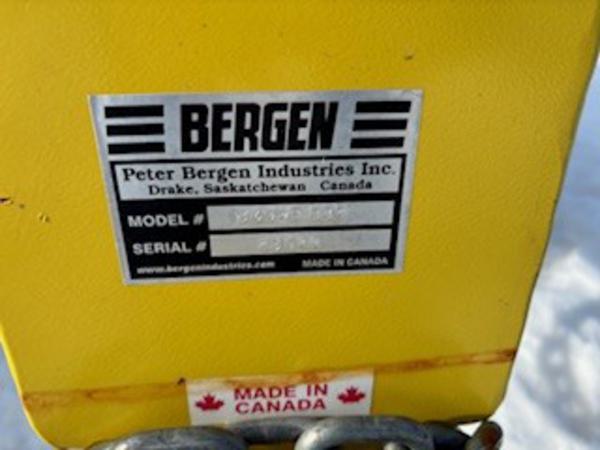 BERGEN
Peter Bergen Industries Inc.
Drake, Saskatchewan Canada
MODEL #
SERIAL #
www.bergenindustries.com MADE IN CANADA
MADE IN
CANADA